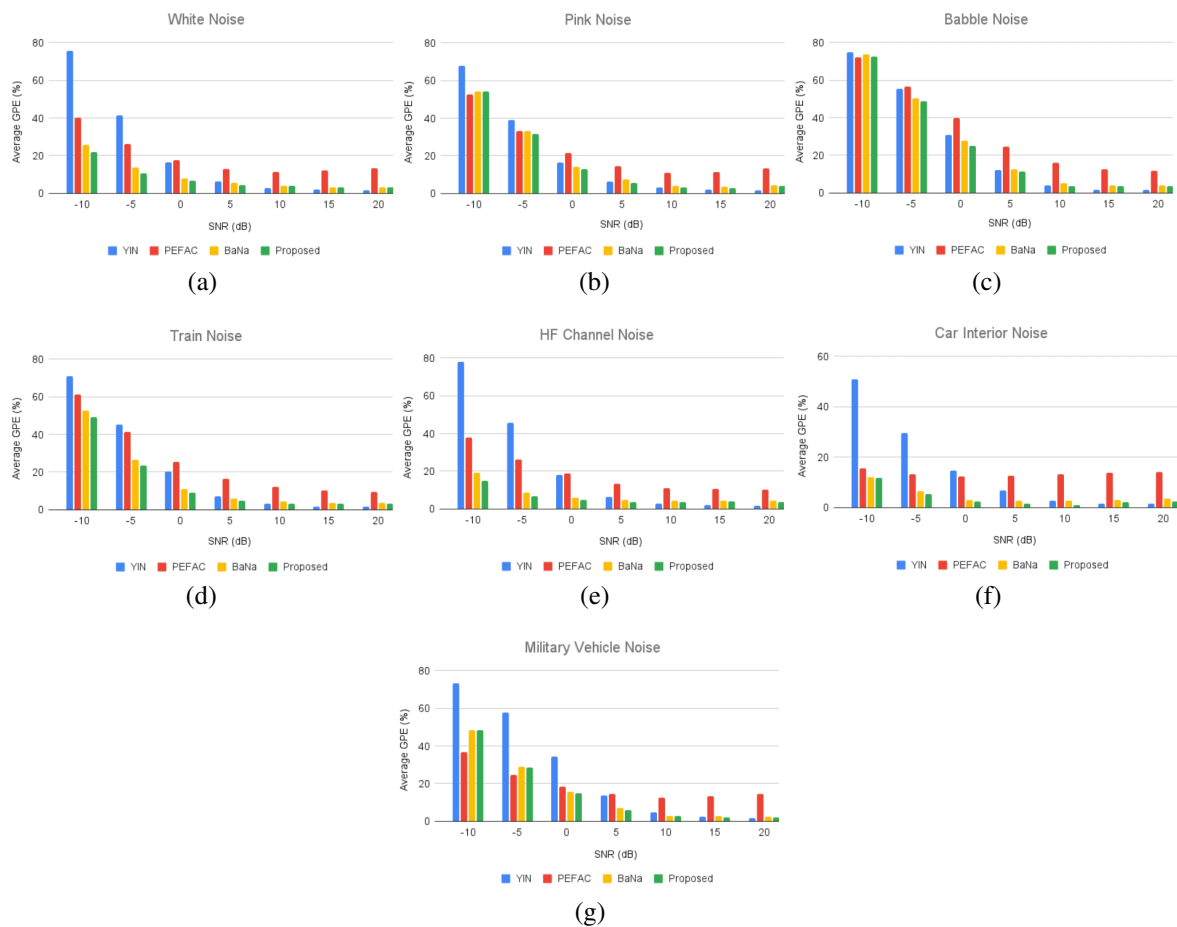 White Noise
80
60
40
20
0
Average GPE (%)
-10 -5 0 5 10 15 20
SNR (dB)
YIN PEFAC BaNa Proposed
(a)
Pink Noise
80
60
40
20
0
Average GPE (%)
-10 -5 0 5 10 15 20
SNR (dB)
YIN PEFAC BaNa Proposed
(b)
Babble Noise
80
60
40
20
0
Average GPE (%)
-10 -5 0 5 10 15 20
SNR (dB)
YIN PEFAC BaNa Proposed
(c)
Train Noise
80
60
40
20
0
Average GPE (%)
-10 -5 0 5 10 15 20
SNR (dB)
YIN PEFAC BaNa Proposed
(d)
HF Channel Noise
80
60
40
20
0
Average GPE (%)
-10 -5 0 5 10 15 20
SNR (dB)
YIN PEFAC BaNa Proposed
(e)
Car Interior Noise
60
40
20
0
Average GPE (%)
-10 -5 0 5 10 15 20
SNR (dB)
YIN PEFAC BaNa Proposed
(f)
Military Vehicle Noise
80
60
40
20
0
Average GPE (%)
-10 -5 0 5 10 15 20
SNR (dB)
YIN PEFAC BaNa Proposed
(g)